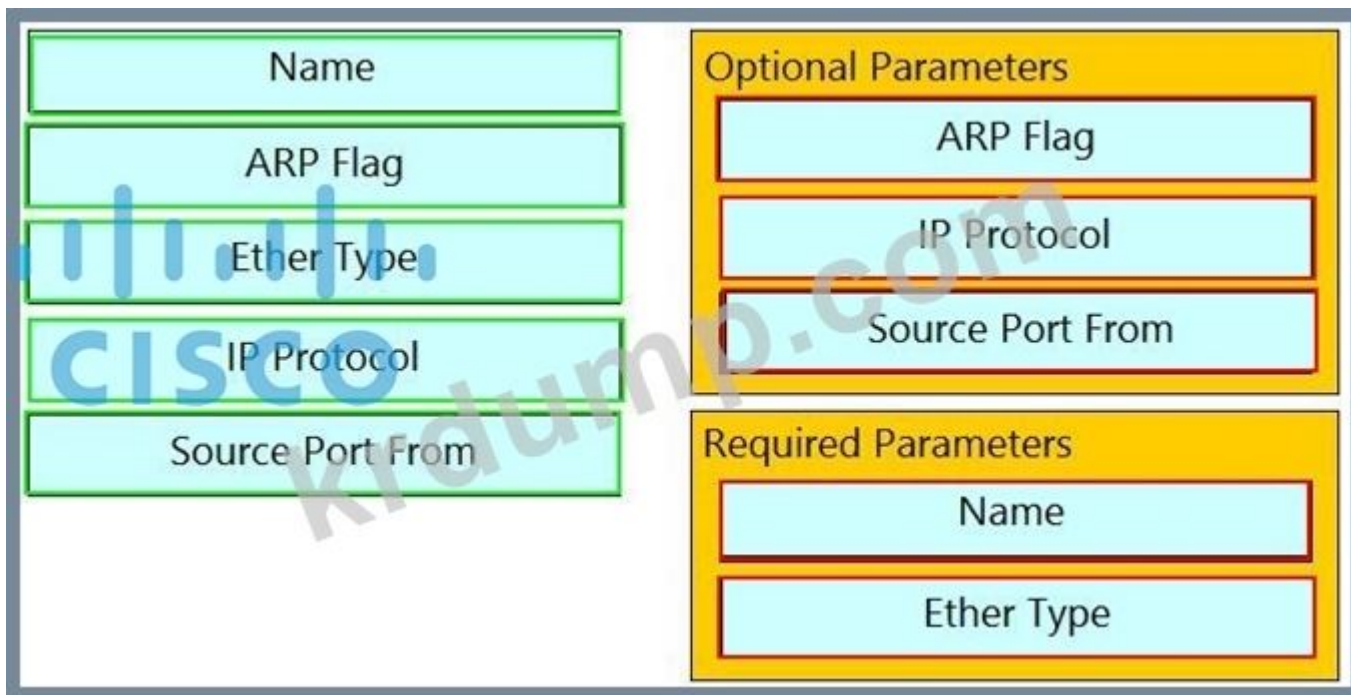 Name
ARP Flag
Ether Type
IP Protocol
Source Port From
CISCO
Optional Parameters
ARP Flag
IP Protocol
Source Port From
Required Parameters
Name
Ether Type
krdump.com